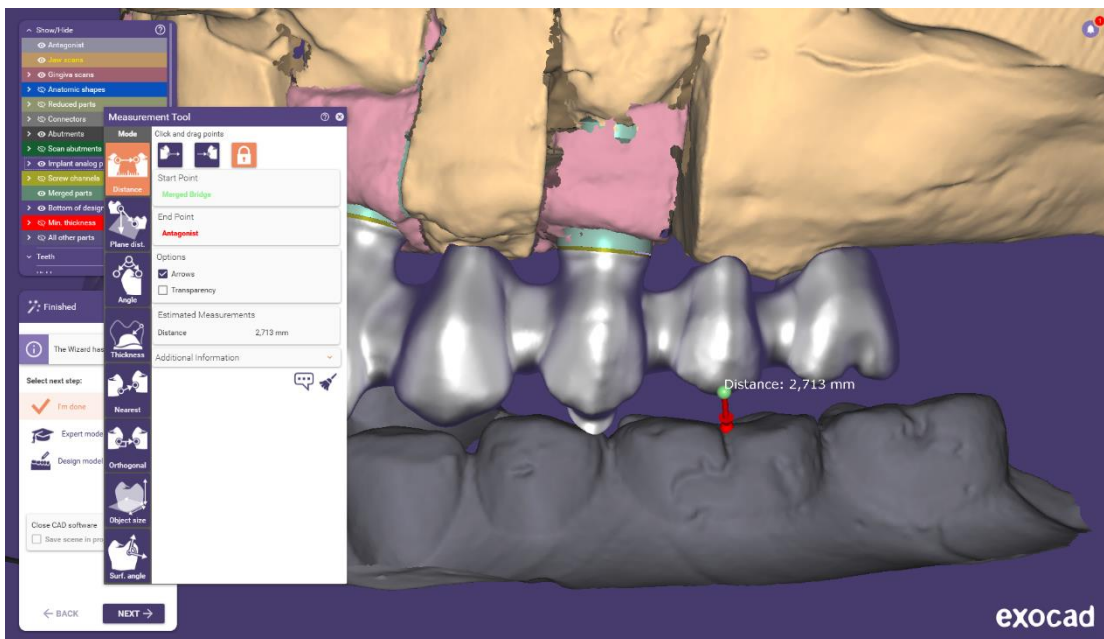 Show/Hide
Antagonist
Jaw scans
Gingiva scans
Anatomic shapes
Reduced parts
Connectors
Abutments
Scan abutments
Implant analog p
Screw channels
Merged parts
Bottom of design
Min. thickness
All other parts
Teeth
Measurement Tool
Mode
Distance
Plane dist.
Angle
Thickness
Nearest
Orthogonal
Object size
Surf. angle
Click and drag points
Start Point
Merged Bridge
End Point
Antagonist
Options
Arrows
Transparency
Estimated Measurements
Distance 2,713 mm
Additional Information
Finished
The Wizard has
Select next step:
I'm done
Expert mode
Design model
Close CAD software
Save scene in pro
BACK NEXT
Distance: 2,713 mm
1
exocad